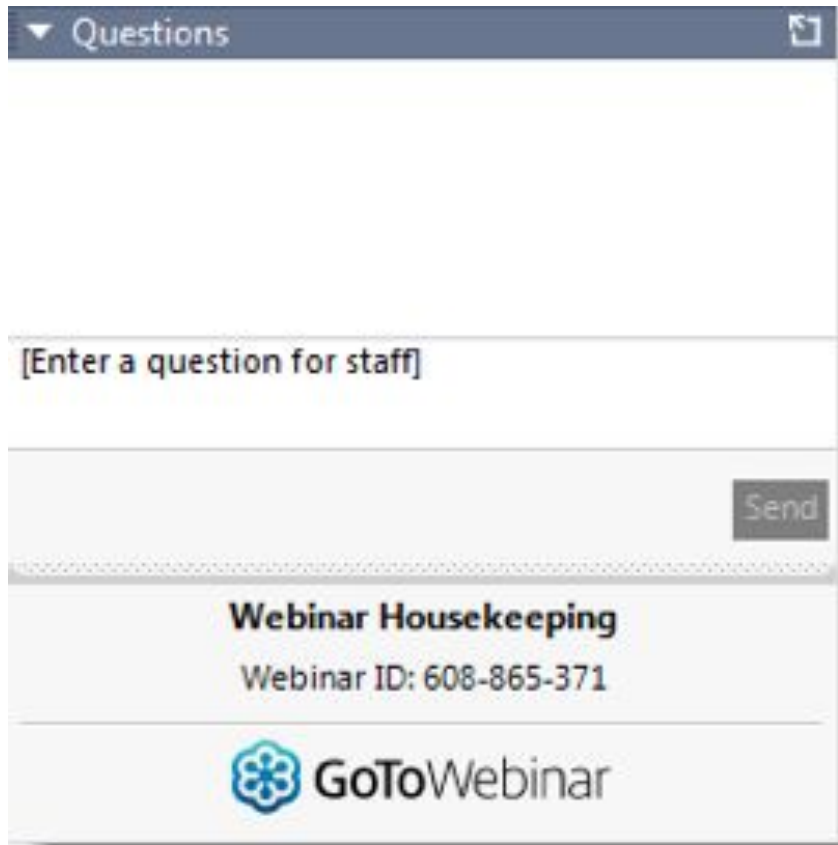 Questions
[Enter a question for staff]
Send
Webinar Housekeeping
Webinar ID: 608-865-371
GoToWebinar